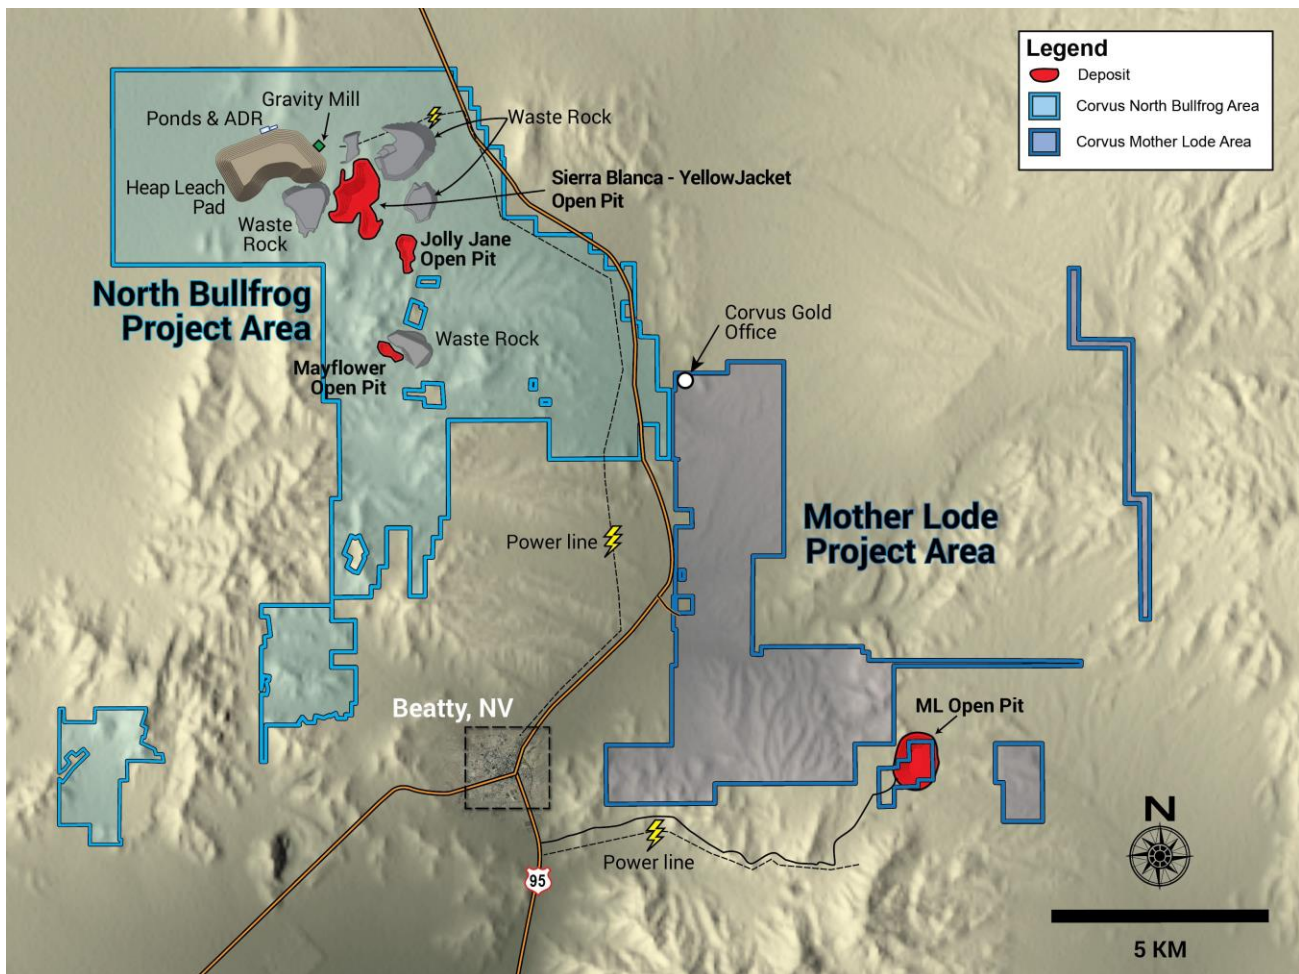 Legend
Deposit
Corvus North Bullfrog Area
Corvus Mother Lode Area
Gravity Mill
Ponds & ADR
Waste Rock
Heap Leach
Pad
Sierra Blanca - YellowJacket
Open Pit
Waste
Rock
Jolly Jane
Open Pit
North Bullfrog
Project Area
Corvus Gold
Office
Waste Rock
Mayflower
Open Pit
Mother Lode
Project Area
Power line
Beatty, NV
ML Open Pit
N
Power line
95
5 KM